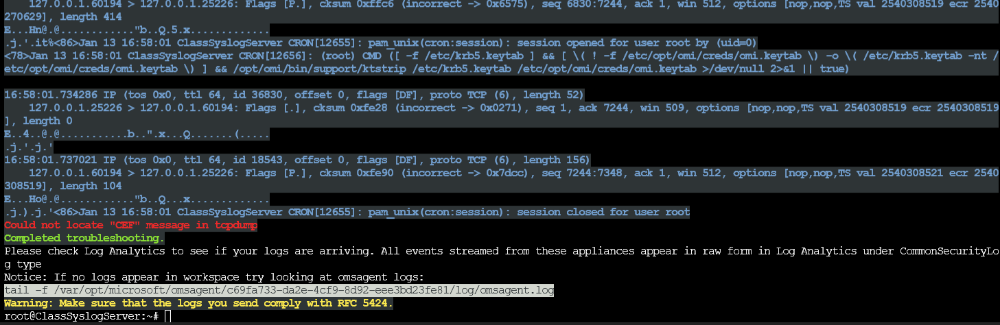 127.0.0.1.60194 > 127.0.0.1.25226: Flags [P.], cksum 0xffc6 (incorrect -> 0x6575), seq 6830:7244, ack 1, win 512, options [nop,nop,TS val 2540308519 ecr 2540
270629], length 414
E...Hn@.@............"b..Q.5.x.............
.j.'.it%<86>Jan 13 16:58:01 ClassSyslogServer CRON[12655]: pam_unix(cron:session): session opened for user root by (uid=0)
<78>Jan 13 16:58:01 ClassSyslogServer CRON[12656]: (root) CMD ([ -f /etc/krb5.keytab ] && [ \( ! -f /etc/opt/omi/creds/omi.keytab \) -o \( /etc/krb5.keytab -nt /
etc/opt/omi/creds/omi.keytab \) ] && /opt/omi/bin/support/ktstrip /etc/krb5.keytab /etc/opt/omi/creds/omi.keytab >/dev/null 2>&1 || true)
16:58:01.734286 IP (tos 0x0, ttl 64, id 36830, offset 0, flags [DF], proto TCP (6), length 52)
127.0.0.1.25226 > 127.0.0.1.60194: Flags [.], cksum 0xfe28 (incorrect -> 0x0271), seq 1, ack 7244, win 509, options [nop,nop,TS val 2540308519 ecr 2540308519
], length 0
E..4..@.@...........b..".x...Q.......(.....
.j.'.j.'
16:58:01.737021 IP (tos 0x0, ttl 64, id 18543, offset 0, flags [DF], proto TCP (6), length 156)
127.0.0.1.60194 > 127.0.0.1.25226: Flags [P.], cksum 0xfe90 (incorrect -> 0x7dcc), seq 7244:7348, ack 1, win 512, options [nop,nop,TS val 2540308521 ecr 2540
308519], length 104
E...Ho@.@............"b..Q...x.............
.j.).j.'<86>Jan 13 16:58:01 ClassSyslogServer CRON[12655]: pam_unix(cron:session): session closed for user root
Could not locate "CEF" message in tcpdump
Completed troubleshooting.
Please check Log Analytics to see if your logs are arriving. All events streamed from these appliances appear in raw form in Log Analytics under CommonSecurityLo
g type
Notice: If no logs appear in workspace try looking at omsagent logs:
tail -f /var/opt/microsoft/omsagent/c69fa733-da2e-4cf9-8d92-eee3bd23fe81/log/omsagent.log
Warning: Make sure that the logs you send comply with RFC 5424.
root@ClassSyslogServer:~#